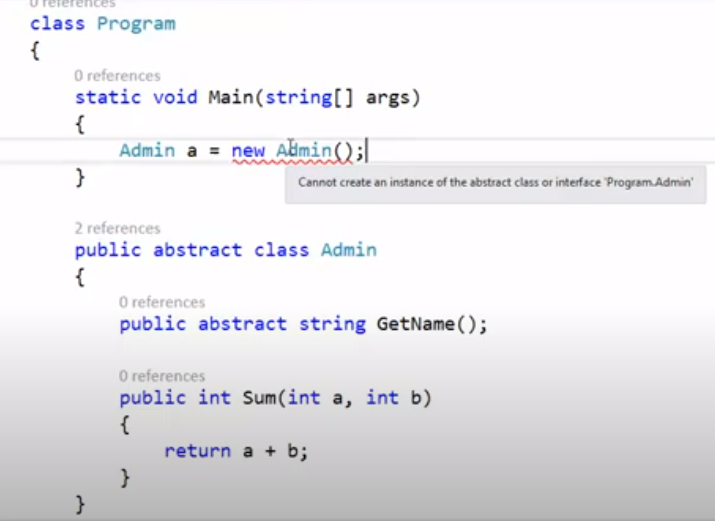 0 references
class Program
{
0 references
static void Main(string[] args)
{
Admin a = new Admin();
Cannot create an instance of the abstract class or interface 'Program.Admin'
}
2 references
public abstract class Admin
{
0 references
public abstract string GetName();
0 references
public int Sum(int a, int b)
{
return a + b;
}
}